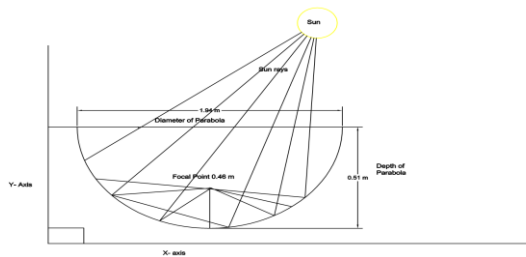 Sun
Sun rays
1.94 m
Diameter of Parabola
Focal Point 0.46 m
0.51 m
Depth of
Parabola
Y- Axis
X- axis